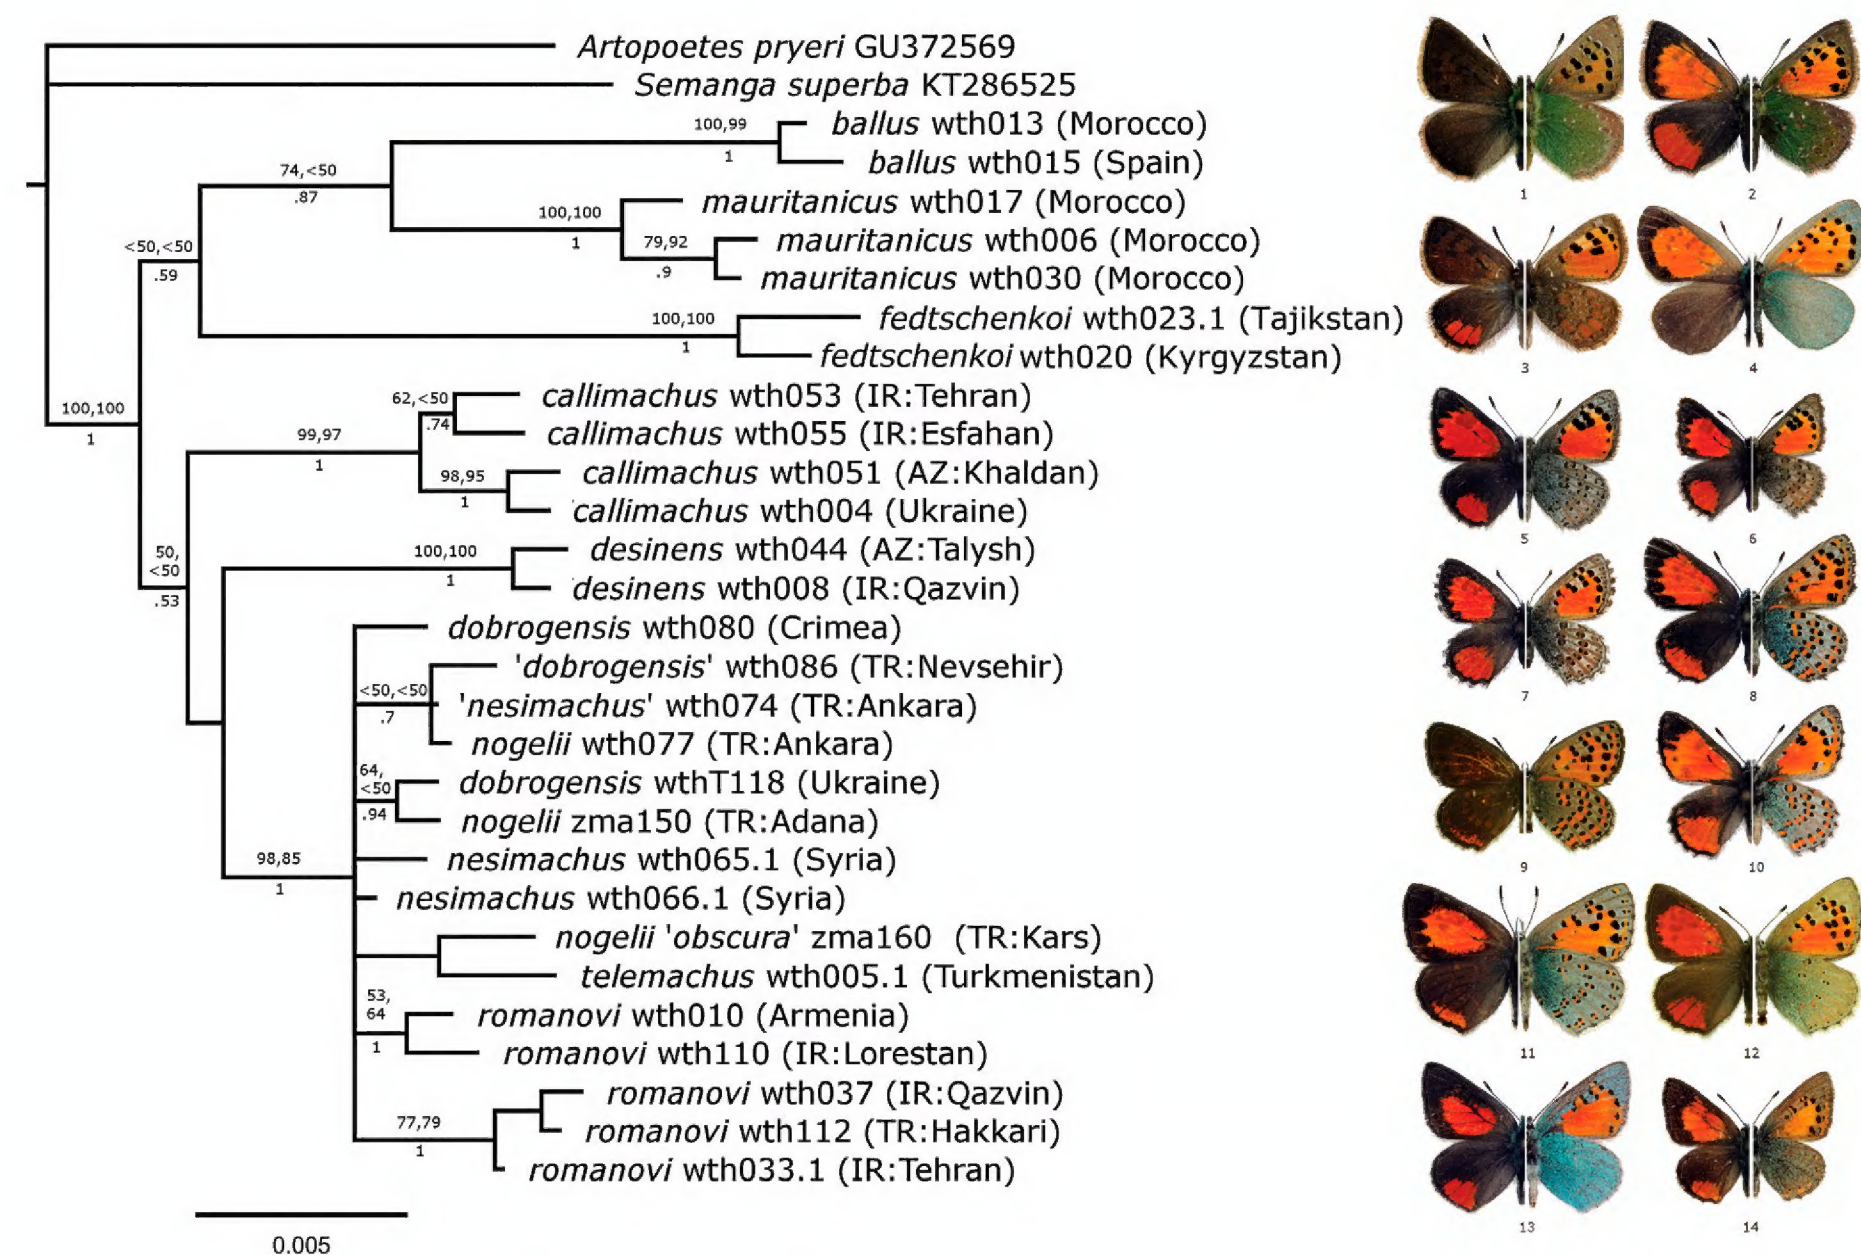 Artopoetes pryeri GU372569
Semanga superba KT286525
100,99
ballus wth013 (Morocco)
1
ballus wth015 (Spain)
74,<50
.87
mauritanicus wth017 (Morocco)
100,100
1
79,92
mauritanicus wth006 (Morocco)
.9
mauritanicus wth030 (Morocco)
<50,<50
.59
100,100
fedtschenkoi wth023.1 (Tajikstan)
1
fedtschenkoi wth020 (Kyrgyzstan)
100,100
1
62,<50
callimachus wth053 (IR:Tehran)
.74
callimachus wth055 (IR:Esfahan)
99,97
1
98,95
callimachus wth051 (AZ:Khaldan)
1
callimachus wth004 (Ukraine)
50,
<50
.53
100,100
desinens wth044 (AZ:Talysh)
1
desinens wth008 (IR:Qazvin)
dobrogensis wth080 (Crimea)
'dobrogensis' wth086 (TR:Nevsehir)
<50,<50
.7
'nesimachus' wth074 (TR:Ankara)
nogelii wth077 (TR:Ankara)
64,
<50
.94
dobrogensis wthT118 (Ukraine)
nogelii zma150 (TR:Adana)
98,85
1
nesimachus wth065.1 (Syria)
nesimachus wth066.1 (Syria)
nogelii 'obscura' zma160 (TR:Kars)
telemachus wth005.1 (Turkmenistan)
53,
64
1
romanovi wth010 (Armenia)
romanovi wth110 (IR:Lorestan)
romanovi wth037 (IR:Qazvin)
77,79
1
romanovi wth112 (TR:Hakkari)
romanovi wth033.1 (IR:Tehran)
0.005
1
2
3
4
5
6
7
8
9
10
11
12
13
14